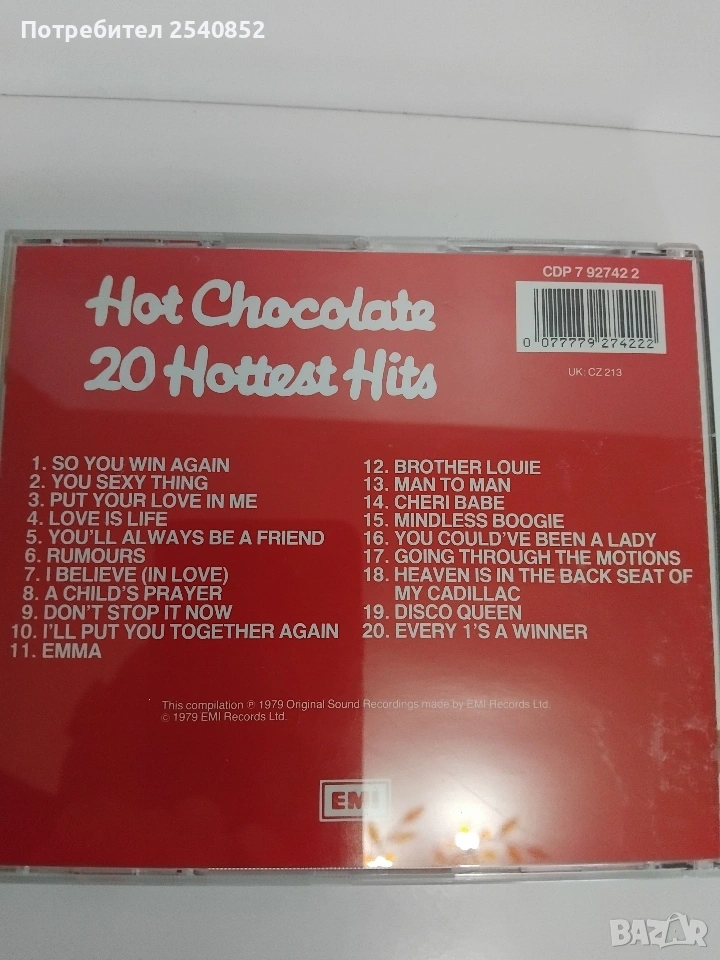 Потребител 2540852
CDP 7 92742 2
0 077779 274222
UK: CZ 213
Hot Chocolate
20 Hottest Hits
1. SO YOU WIN AGAIN
2. YOU SEXY THING
3. PUT YOUR LOVE IN ME
4. LOVE IS LIFE
5. YOU'LL ALWAYS BE A FRIEND
6. RUMOURS
7. I BELIEVE (IN LOVE)
8. A CHILD'S PRAYER
9. DON'T STOP IT NOW
10. I'LL PUT YOU TOGETHER AGAIN
11. EMMA
12. BROTHER LOUIE
13. MAN TO MAN
14. CHERI BABE
15. MINDLESS BOOGIE
16. YOU COULD'VE BEEN A LADY
17. GOING THROUGH THE MOTIONS
18. HEAVEN IS IN THE BACK SEAT OF
MY CADILLAC
19. DISCO QUEEN
20. EVERY 1'S A WINNER
This compilation ℗ 1979 Original Sound Recordings made by EMI Records Ltd.
© 1979 EMI Records Ltd.
EMI
BAZAR